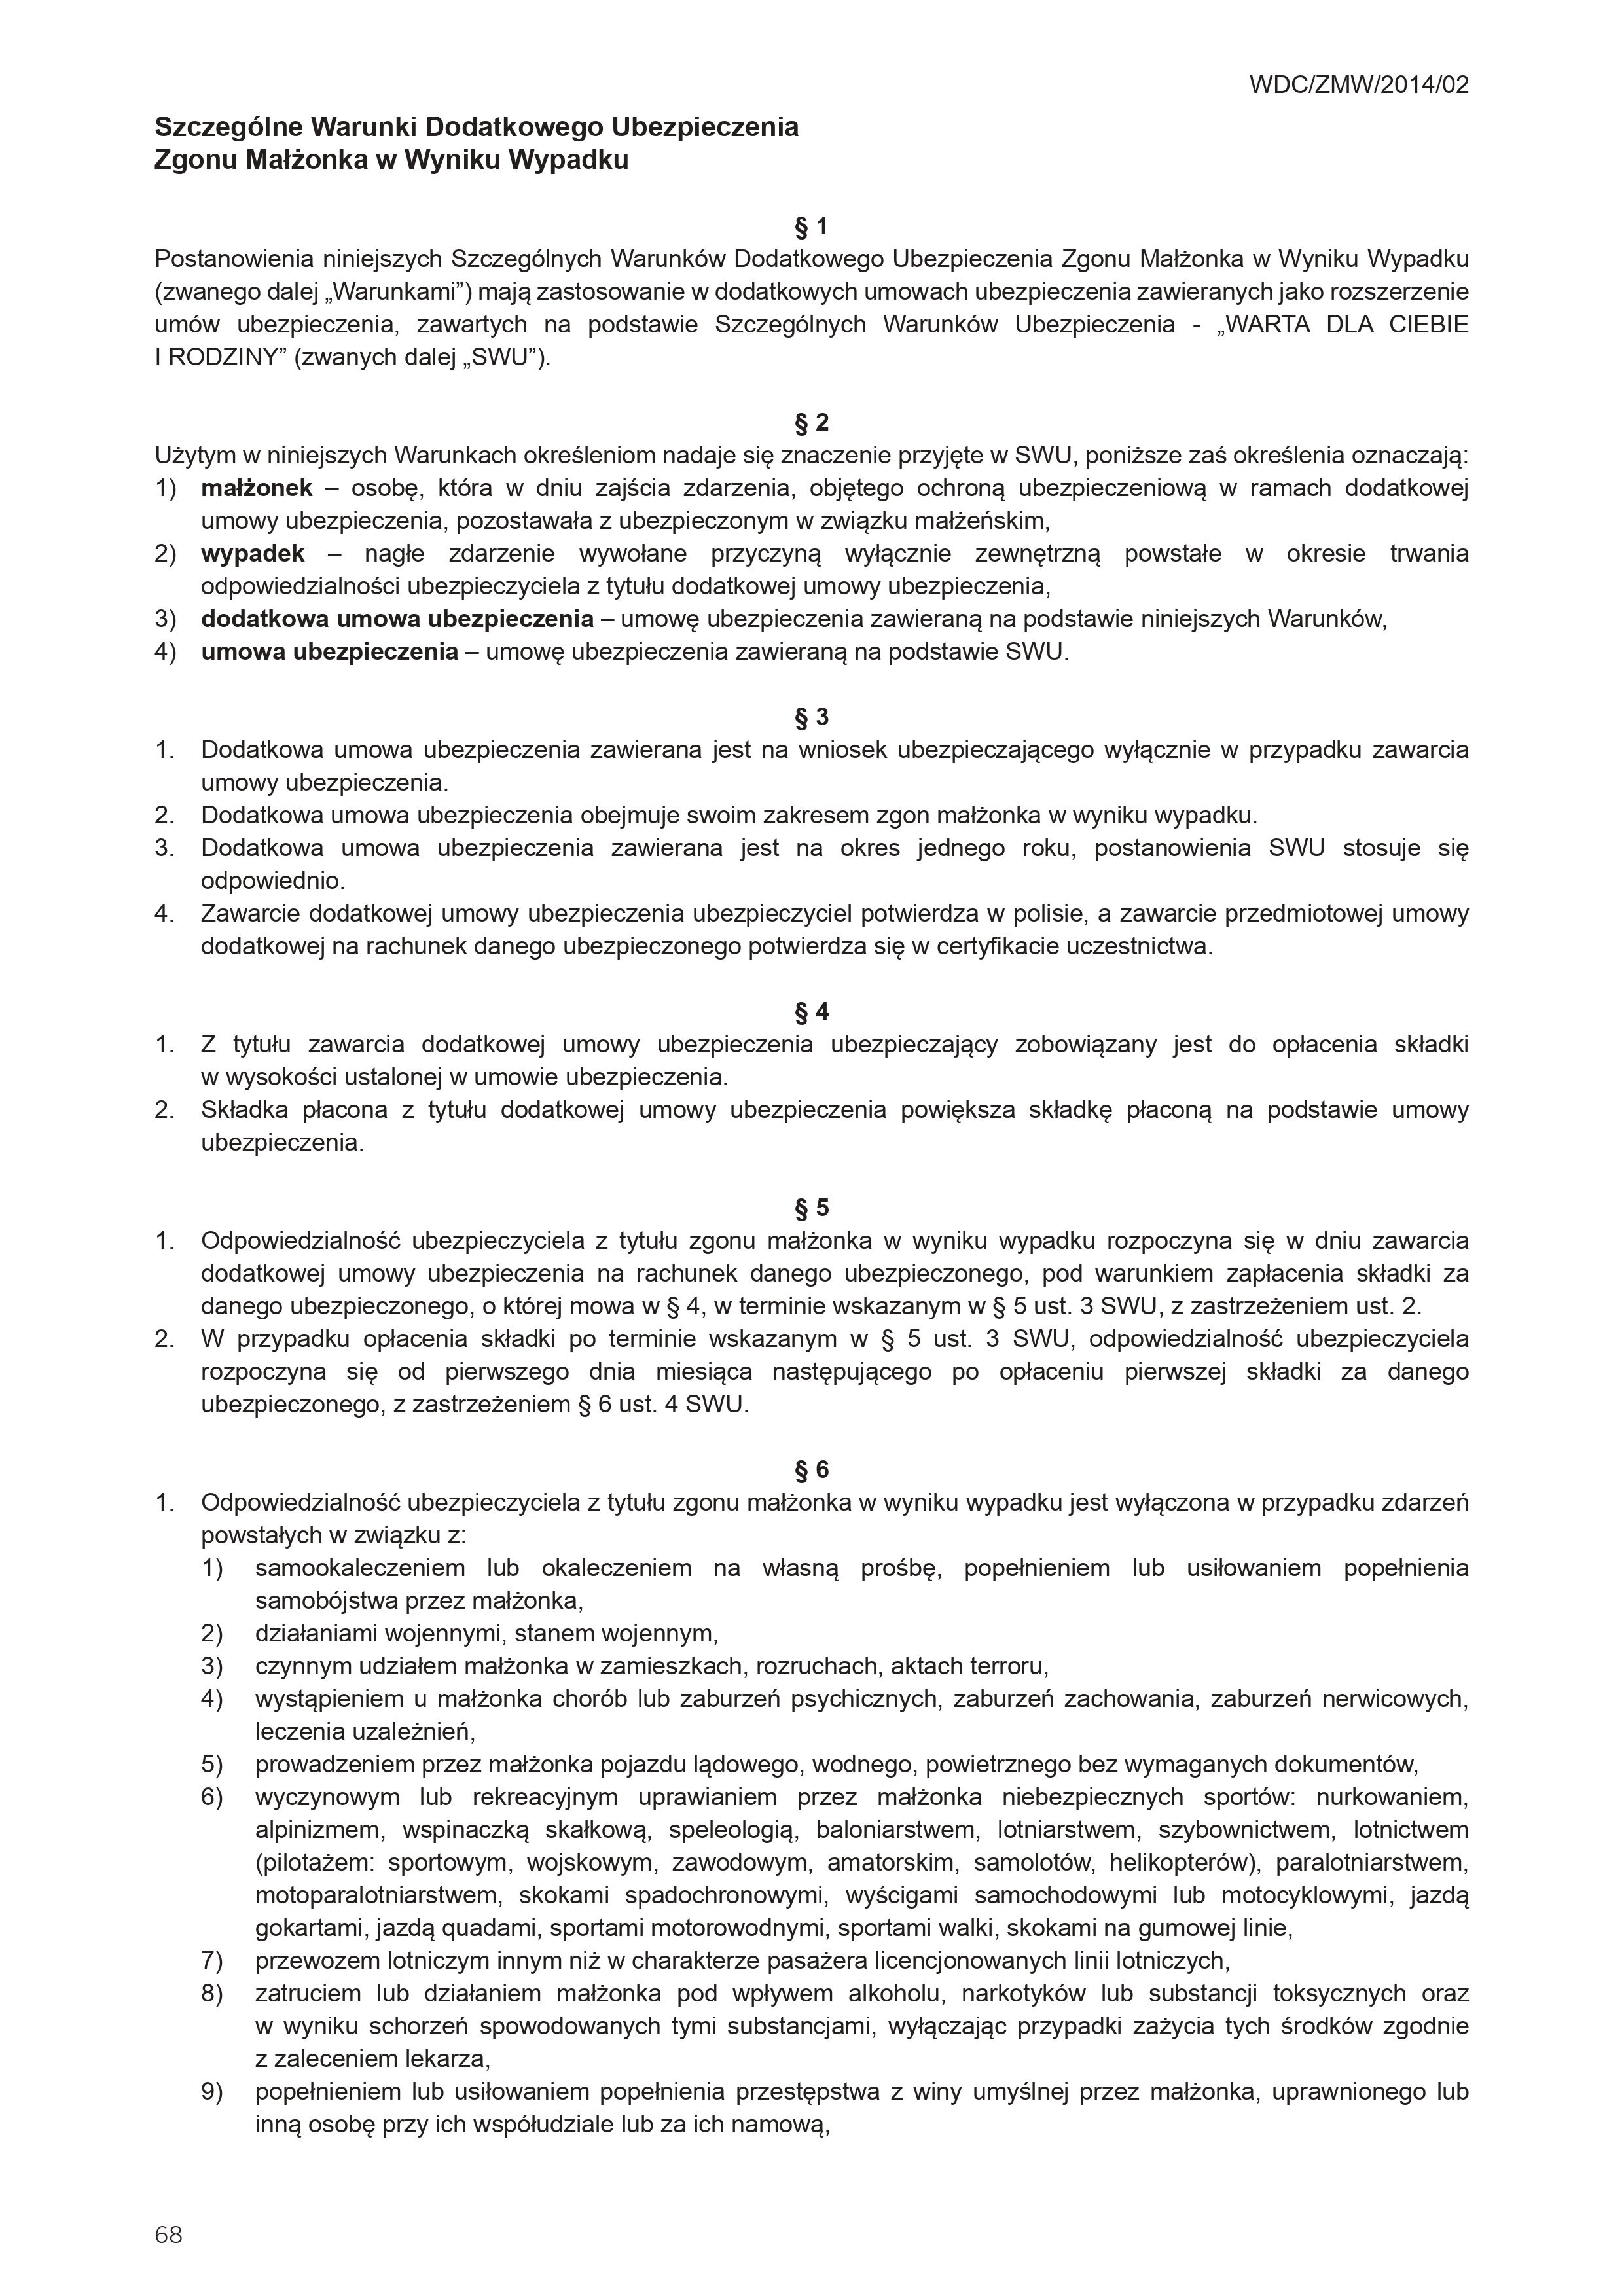 WDC/ZMW/2014/02
Szczególne Warunki Dodatkowego Ubezpieczenia
Zgonu Małżonka w Wyniku Wypadku
§ 1
Postanowienia niniejszych Szczególnych Warunków Dodatkowego Ubezpieczenia Zgonu Małżonka w Wyniku Wypadku
(zwanego dalej „Warunkami”) mają zastosowanie w dodatkowych umowach ubezpieczenia zawieranych jako rozszerzenie
umów ubezpieczenia, zawartych na podstawie Szczególnych Warunków Ubezpieczenia - „WARTA DLA CIEBIE
I RODZINY” (zwanych dalej „SWU”).
§ 2
Użytym w niniejszych Warunkach określeniom nadaje się znaczenie przyjęte w SWU, poniższe zaś określenia oznaczają:
1) małżonek – osobę, która w dniu zajścia zdarzenia, objętego ochroną ubezpieczeniową w ramach dodatkowej
umowy ubezpieczenia, pozostawała z ubezpieczonym w związku małżeńskim,
2) wypadek – nagłe zdarzenie wywołane przyczyną wyłącznie zewnętrzną powstałe w okresie trwania
odpowiedzialności ubezpieczyciela z tytułu dodatkowej umowy ubezpieczenia,
3) dodatkowa umowa ubezpieczenia – umowę ubezpieczenia zawieraną na podstawie niniejszych Warunków,
4) umowa ubezpieczenia – umowę ubezpieczenia zawieraną na podstawie SWU.
§ 3
1. Dodatkowa umowa ubezpieczenia zawierana jest na wniosek ubezpieczającego wyłącznie w przypadku zawarcia
umowy ubezpieczenia.
2. Dodatkowa umowa ubezpieczenia obejmuje swoim zakresem zgon małżonka w wyniku wypadku.
3. Dodatkowa umowa ubezpieczenia zawierana jest na okres jednego roku, postanowienia SWU stosuje się
odpowiednio.
4. Zawarcie dodatkowej umowy ubezpieczenia ubezpieczyciel potwierdza w polisie, a zawarcie przedmiotowej umowy
dodatkowej na rachunek danego ubezpieczonego potwierdza się w certyfikacie uczestnictwa.
§ 4
1. Z tytułu zawarcia dodatkowej umowy ubezpieczenia ubezpieczający zobowiązany jest do opłacenia składki
w wysokości ustalonej w umowie ubezpieczenia.
2. Składka płacona z tytułu dodatkowej umowy ubezpieczenia powiększa składkę płaconą na podstawie umowy
ubezpieczenia.
§ 5
1. Odpowiedzialność ubezpieczyciela z tytułu zgonu małżonka w wyniku wypadku rozpoczyna się w dniu zawarcia
dodatkowej umowy ubezpieczenia na rachunek danego ubezpieczonego, pod warunkiem zapłacenia składki za
danego ubezpieczonego, o której mowa w § 4, w terminie wskazanym w § 5 ust. 3 SWU, z zastrzeżeniem ust. 2.
2. W przypadku opłacenia składki po terminie wskazanym w § 5 ust. 3 SWU, odpowiedzialność ubezpieczyciela
rozpoczyna się od pierwszego dnia miesiąca następującego po opłaceniu pierwszej składki za danego
ubezpieczonego, z zastrzeżeniem § 6 ust. 4 SWU.
§ 6
1. Odpowiedzialność ubezpieczyciela z tytułu zgonu małżonka w wyniku wypadku jest wyłączona w przypadku zdarzeń
powstałych w związku z:
1) samookaleczeniem lub okaleczeniem na własną prośbę, popełnieniem lub usiłowaniem popełnienia
samobójstwa przez małżonka,
2) działaniami wojennymi, stanem wojennym,
3) czynnym udziałem małżonka w zamieszkach, rozruchach, aktach terroru,
4) wystąpieniem u małżonka chorób lub zaburzeń psychicznych, zaburzeń zachowania, zaburzeń nerwicowych,
leczenia uzależnień,
5) prowadzeniem przez małżonka pojazdu lądowego, wodnego, powietrznego bez wymaganych dokumentów,
6) wyczynowym lub rekreacyjnym uprawianiem przez małżonka niebezpiecznych sportów: nurkowaniem,
alpinizmem, wspinaczką skałkową, speleologią, baloniarstwem, lotniarstwem, szybownictwem, lotnictwem
(pilotażem: sportowym, wojskowym, zawodowym, amatorskim, samolotów, helikopterów), paralotniarstwem,
motoparalotniarstwem, skokami spadochronowymi, wyścigami samochodowymi lub motocyklowymi, jazdą
gokartami, jazdą quadami, sportami motorowodnymi, sportami walki, skokami na gumowej linie,
7) przewozem lotniczym innym niż w charakterze pasażera licencjonowanych linii lotniczych,
8) zatruciem lub działaniem małżonka pod wpływem alkoholu, narkotyków lub substancji toksycznych oraz
w wyniku schorzeń spowodowanych tymi substancjami, wyłączając przypadki zażycia tych środków zgodnie
z zaleceniem lekarza,
9) popełnieniem lub usiłowaniem popełnienia przestępstwa z winy umyślnej przez małżonka, uprawnionego lub
inną osobę przy ich współudziale lub za ich namową,
68